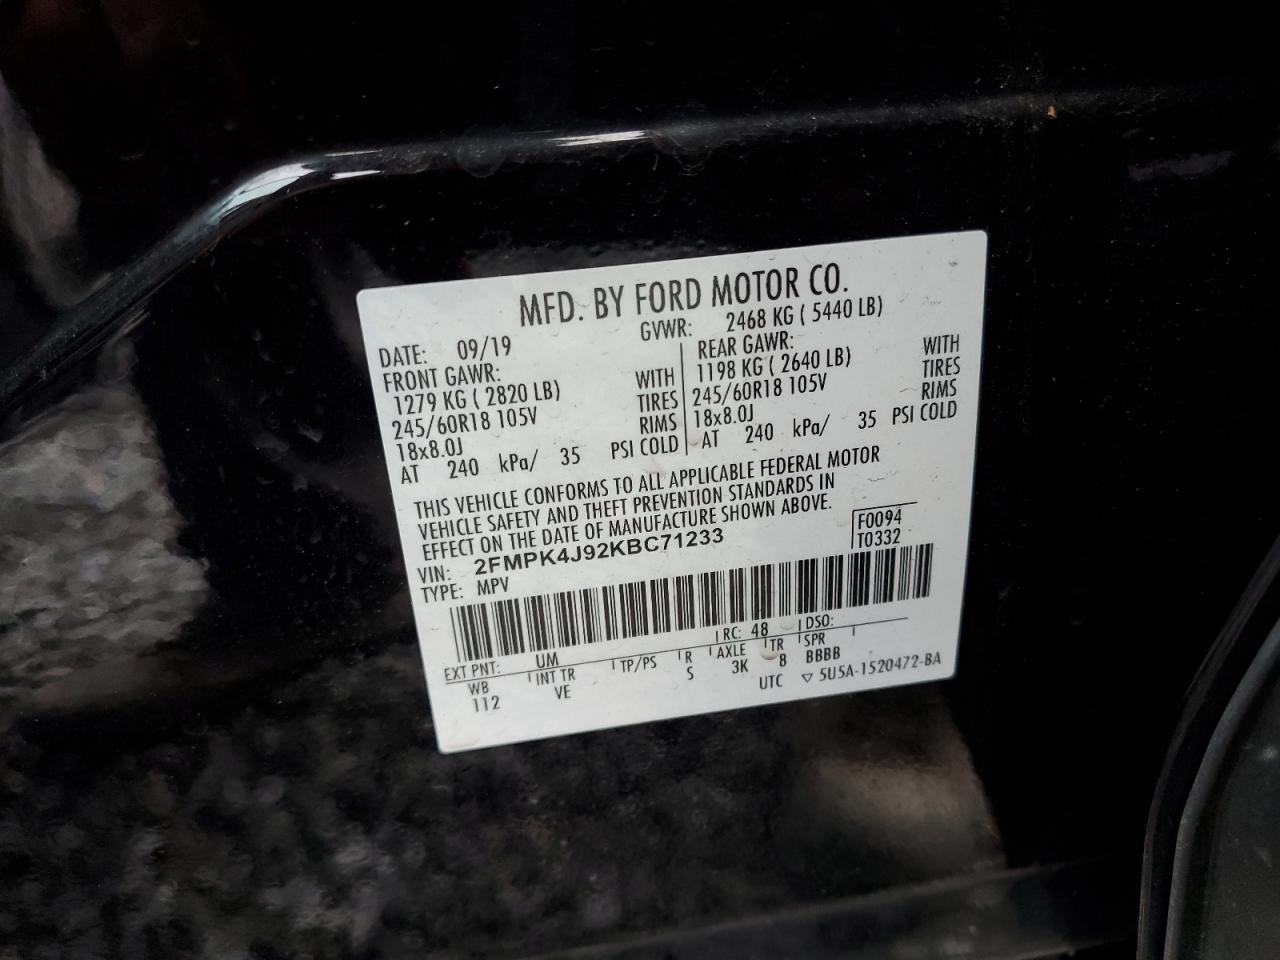 MFD. BY FORD MOTOR CO.
DATE: 09/19 GVWR: 2468 KG ( 5440 LB)
FRONT GAWR: REAR GAWR:
1279 KG ( 2820 LB) WITH 1198 KG ( 2640 LB) WITH
245/60R18 105V TIRES 245/60R18 105V TIRES
18x8.0J RIMS 18x8.0J RIMS
AT 240 kPa/ 35 PSI COLD AT 240 kPa/ 35 PSI COLD
THIS VEHICLE CONFORMS TO ALL APPLICABLE FEDERAL MOTOR
VEHICLE SAFETY AND THEFT PREVENTION STANDARDS IN
EFFECT ON THE DATE OF MANUFACTURE SHOWN ABOVE.
VIN: 2FMPK4J92KBC71233 F0094
TYPE: MPV T0332
EXT PNT: UM RC: 48 DSO:
WB INT TR TP/PS R AXLE TR SPR
112 VE S 3K 8 BBBB
UTC ▽ 5U5A-1520472-BA